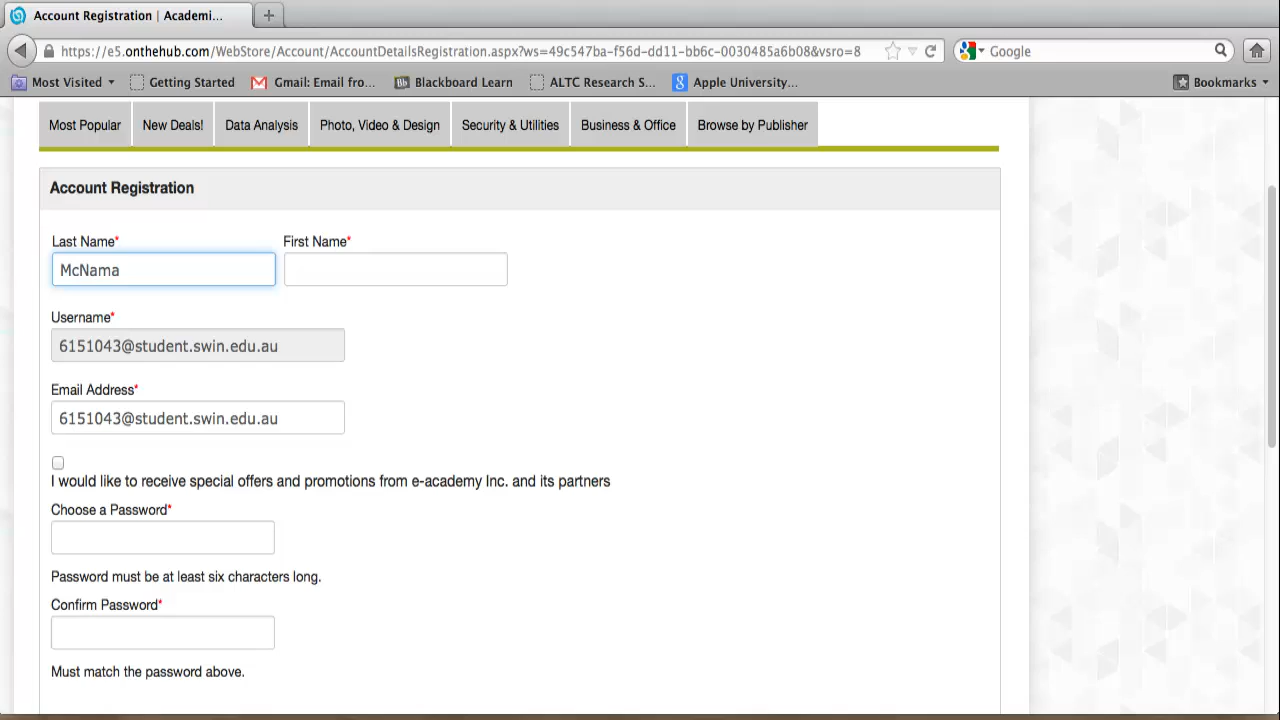 Account Registration | Academi...
https://e5.onthehub.com/WebStore/Account/AccountDetailsRegistration.aspx?ws=49c547ba-f56d-dd11-bb6c-0030485a6b08&vsro=8 Google
Most Visited Getting Started Gmail: Email fro... Bb Blackboard Learn ALTC Research S... 8 Apple University... Bookmarks
Most Popular New Deals! Data Analysis Photo, Video & Design Security & Utilities Business & Office Browse by Publisher
Account Registration
Last Name* First Name*
McNama
Username*
6151043@student.swin.edu.au
Email Address*
6151043@student.swin.edu.au
I would like to receive special offers and promotions from e-academy Inc. and its partners
Choose a Password*
Password must be at least six characters long.
Confirm Password*
Must match the password above.